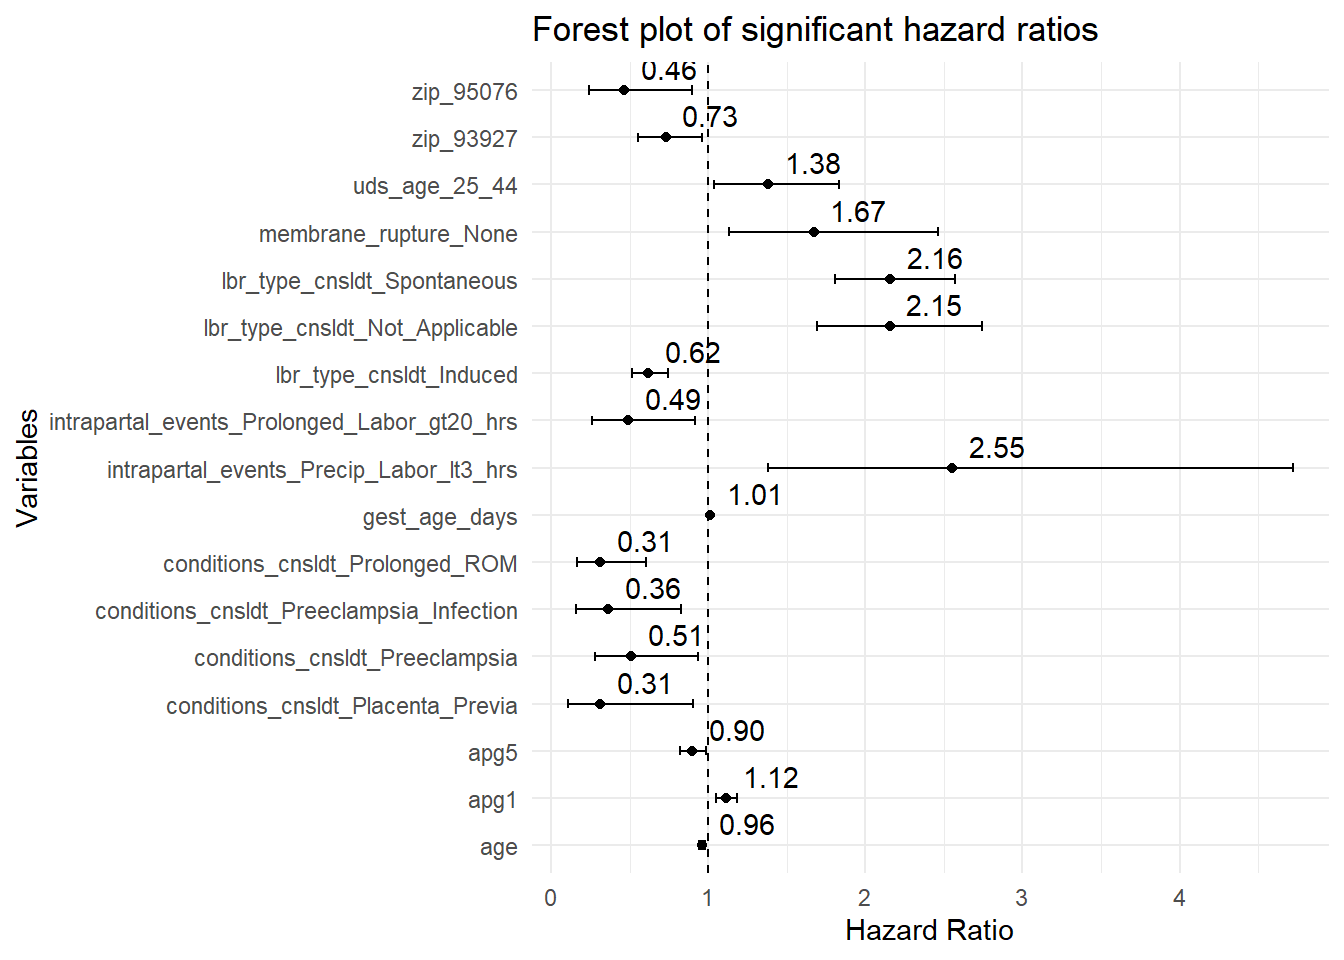 Forest plot of significant hazard ratios
Variables
zip_95076
0.46
zip_93927
0.73
uds_age_25_44
1.38
membrane_rupture_None
1.67
lbr_type_cnsldt_Spontaneous
2.16
lbr_type_cnsldt_Not_Applicable
2.15
lbr_type_cnsldt_Induced
0.62
intrapartal_events_Prolonged_Labor_gt20_hrs
0.49
intrapartal_events_Precip_Labor_lt3_hrs
2.55
gest_age_days
1.01
conditions_cnsldt_Prolonged_ROM
0.31
conditions_cnsldt_Preeclampsia_Infection
0.36
conditions_cnsldt_Preeclampsia
0.51
conditions_cnsldt_Placenta_Previa
0.31
apg5
0.90
apg1
1.12
age
0.96
0 1 2 3 4
Hazard Ratio